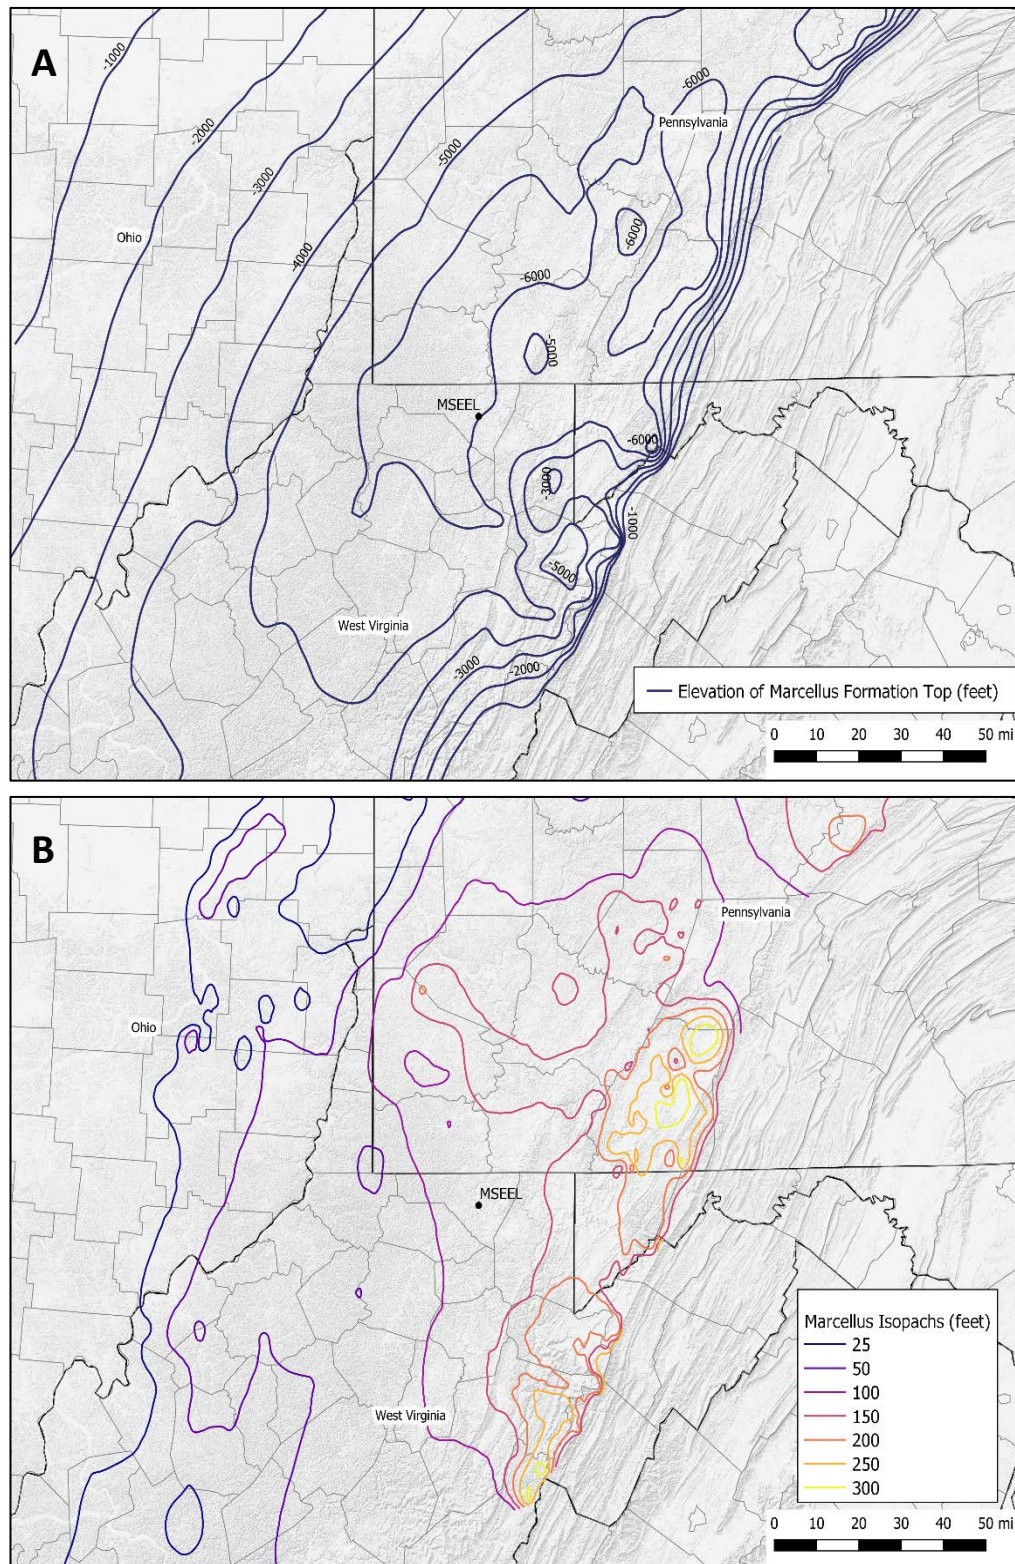 A
-1000
-2000
-3000
-4000
-5000
-6000
Pennsylvania
Ohio
-6000
-6000
-5000
MSEEL
-6000
-3000
-1000
-5000
West Virginia
-3000
-2000
Elevation of Marcellus Formation Top (feet)
0 10 20 30 40 50 mi
B
Pennsylvania
Ohio
MSEEL
West Virginia
Marcellus Isopachs (feet)
25
50
100
150
200
250
300
0 10 20 30 40 50 mi